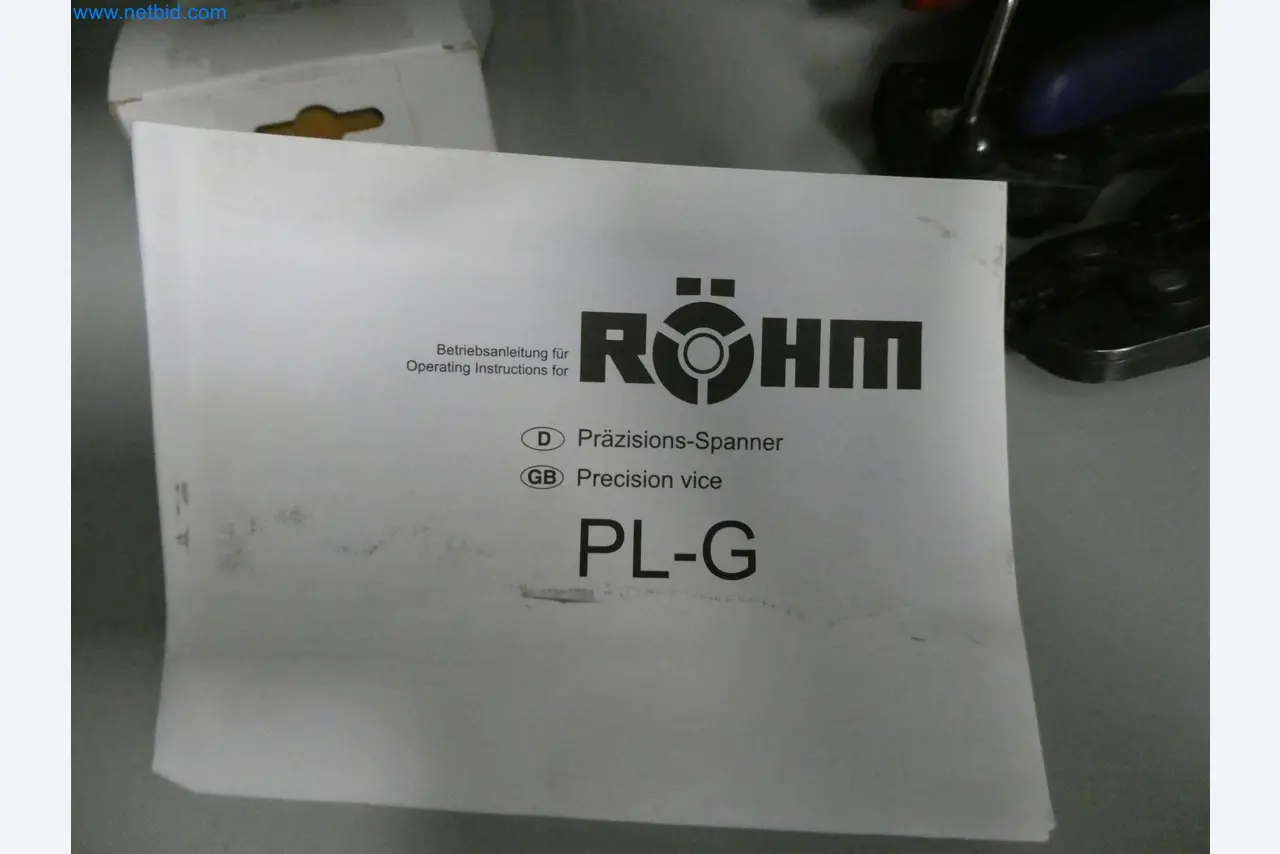 www.netbid.com
RÖHM
Betriebsanleitung für
Operating Instructions for
D Präzisions-Spanner
GB Precision vice
PL-G